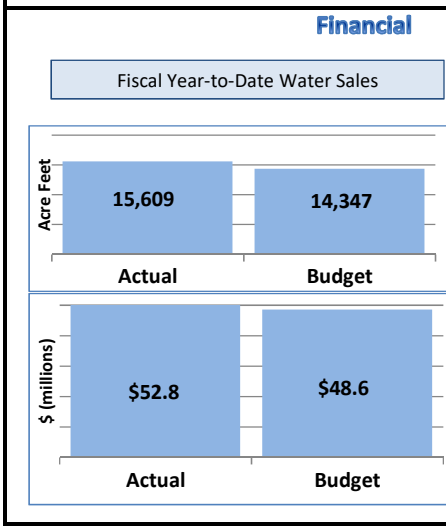 Financial
Fiscal Year-to-Date Water Sales
Acre Feet
15,609
14,347
Actual
Budget
$ (millions)
$52.8
$48.6
Actual
Budget